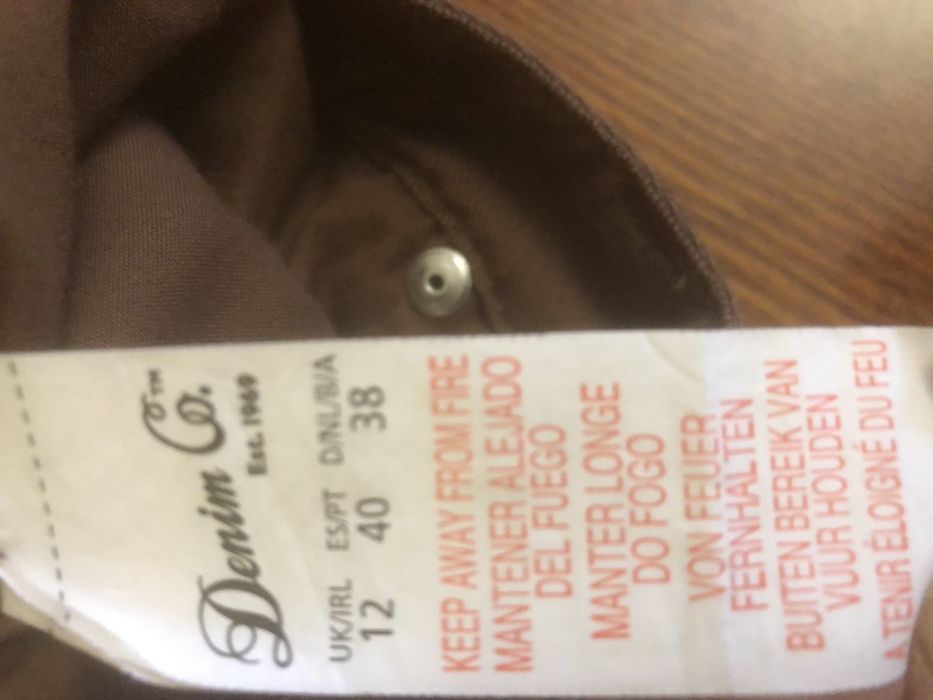 Denim Co.™
Est. 1969
UK/IRL ES/PT D/NL/B/A
12 40 38
KEEP AWAY FROM FIRE
MANTENER ALEJADO
DEL FUEGO
MANTER LONGE
DO FOGO
VON FEUER
FERNHALTEN
BUTEN BEREIK VAN
VUUR HOUDEN
A TENIR ÉLOIGNÉ DU FEU